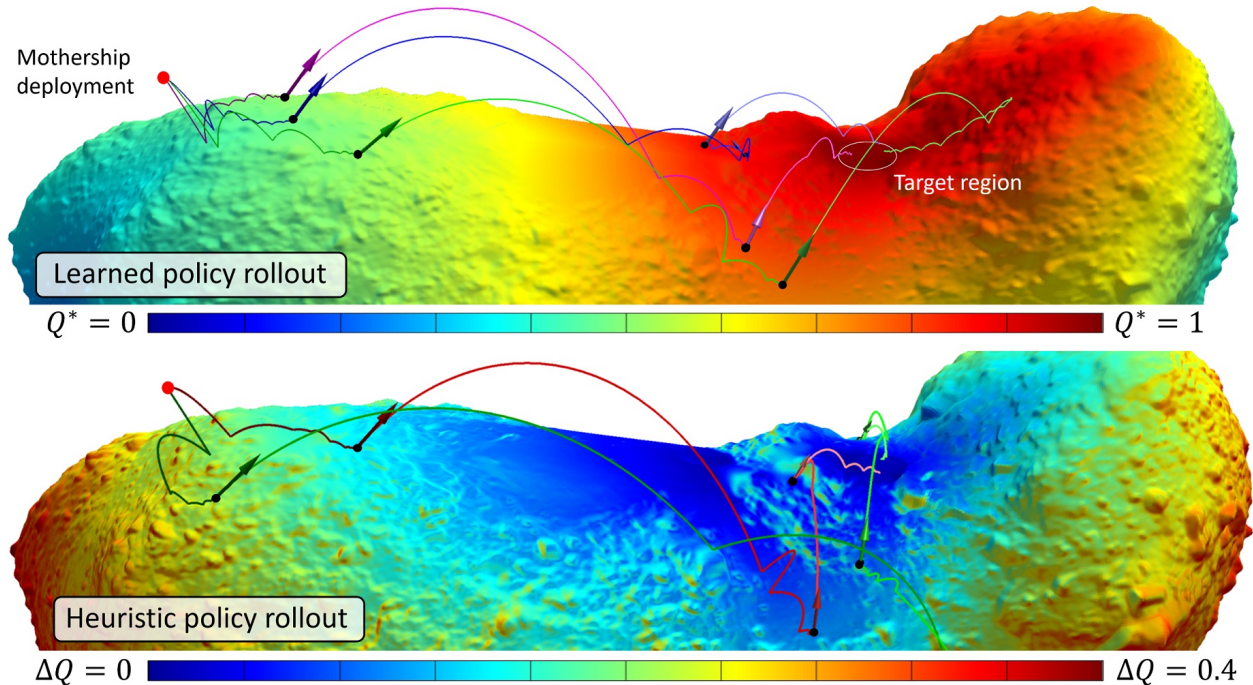 Mothership
deployment
Target region
Learned policy rollout
Q* = 0
Q* = 1
Heuristic policy rollout
ΔQ = 0
ΔQ = 0.4